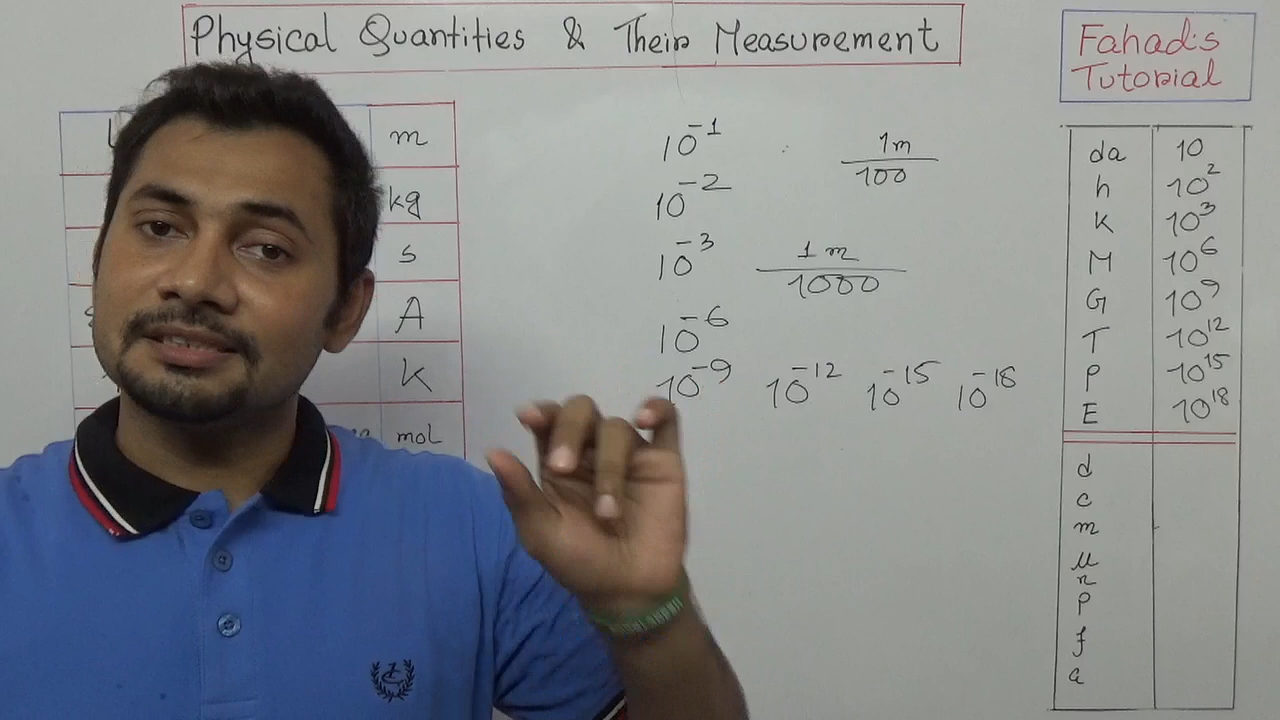 Physical Quantities & Their Measurement
Fahad's
Tutorial
m
kg
s
A
K
mol
10⁻¹
1m
100
10⁻²
10⁻³
1 m
1000
10⁻⁶
10⁻⁹ 10⁻¹² 10⁻¹⁵ 10⁻¹⁸
da 10
h 10²
K 10³
M 10⁶
G 10⁹
T 10¹²
P 10¹⁵
E 10¹⁸
d
c
m
μ
n
p
f
a